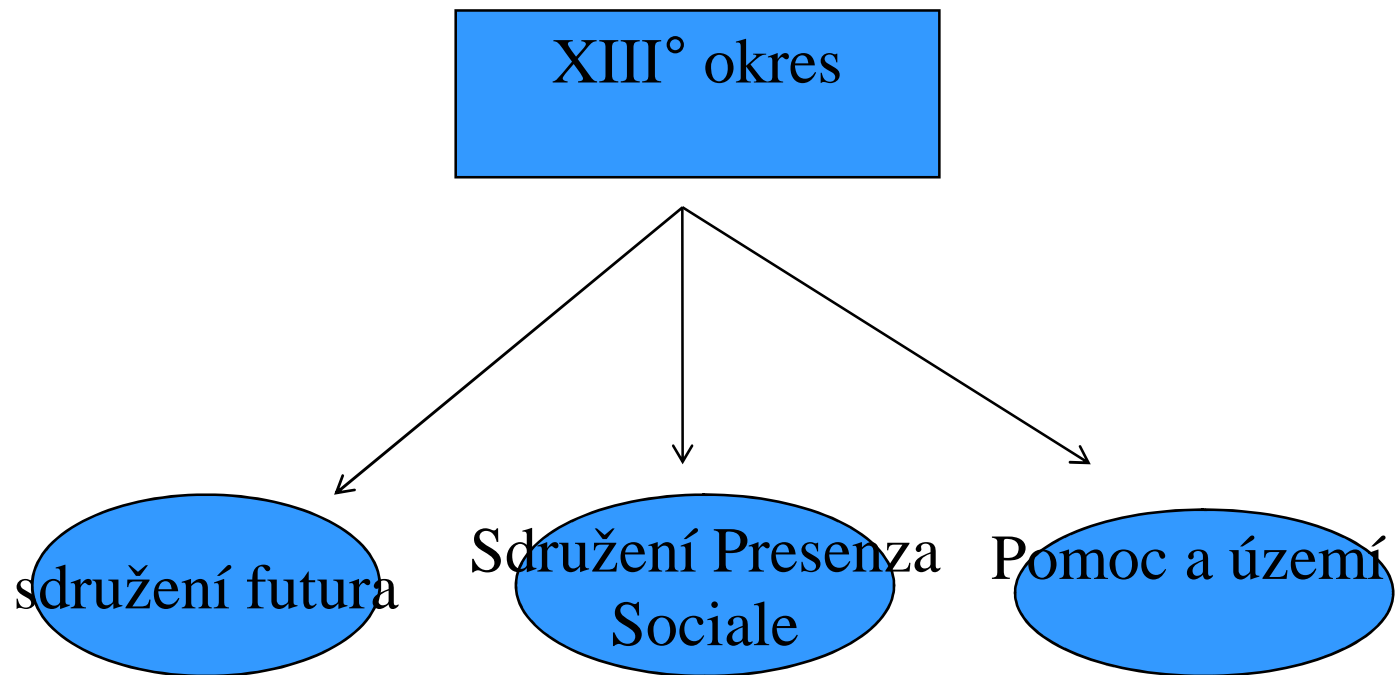 XIII° okres
sdružení futura
Sdružení Presenza
Sociale
Pomoc a území